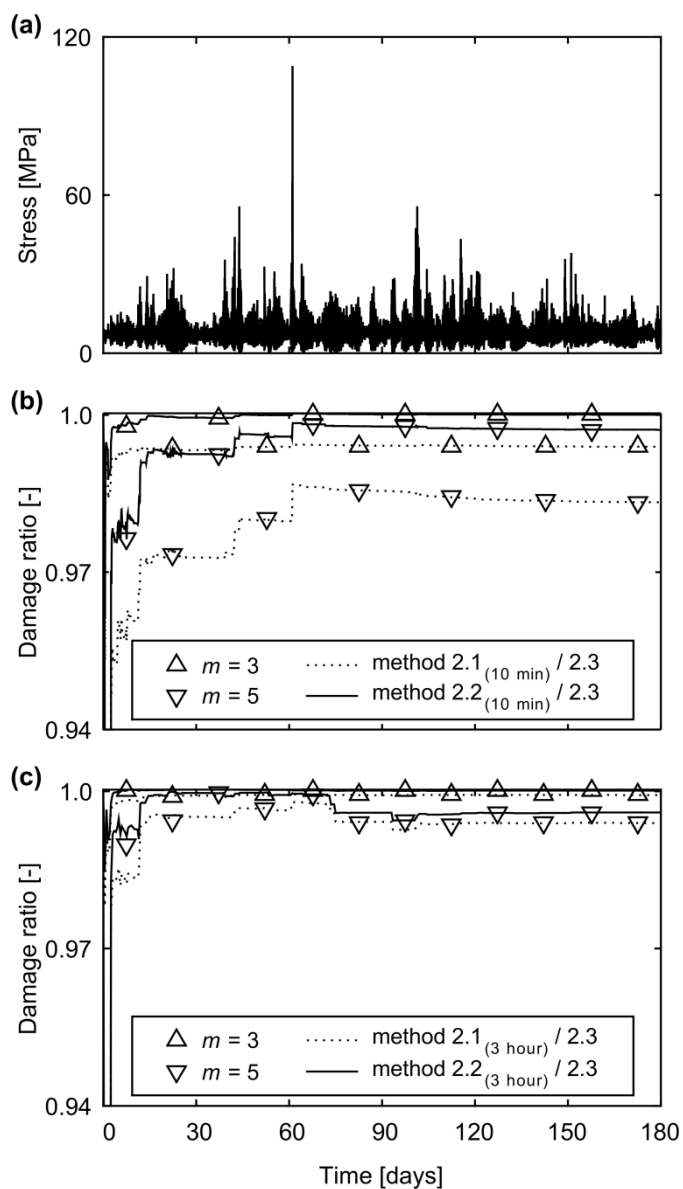 (a)
120
60
0
Stress [MPa]
(b)
1.0
0.97
0.94
Damage ratio [-]
m = 3 method 2.1(10 min) / 2.3
m = 5 method 2.2(10 min) / 2.3
(c)
1.0
0.97
0.94
Damage ratio [-]
m = 3 method 2.1(3 hour) / 2.3
m = 5 method 2.2(3 hour) / 2.3
0 30 60 90 120 150 180
Time [days]